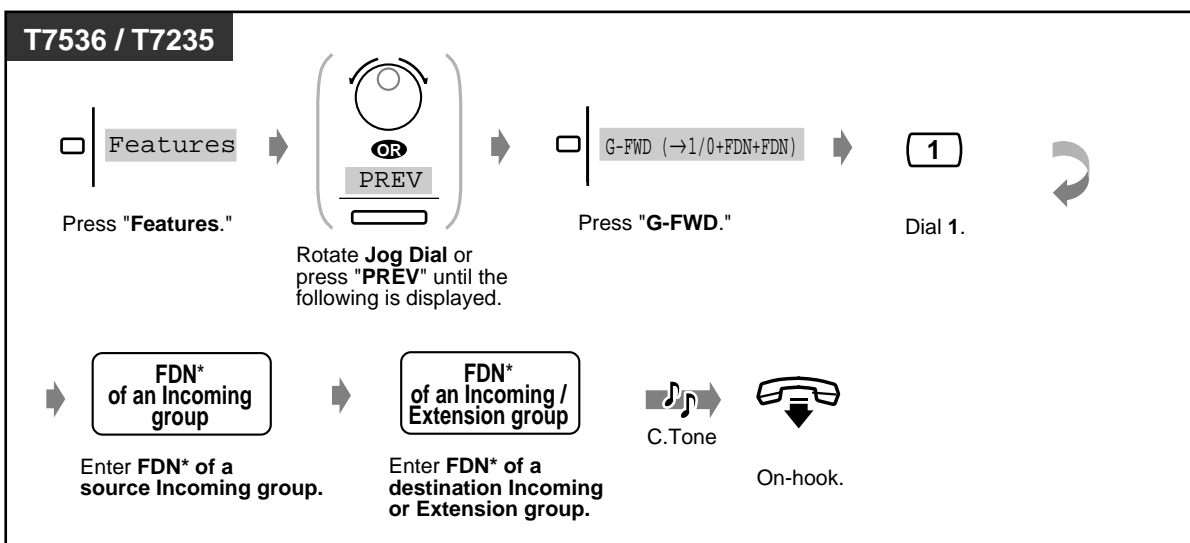 T7536 / T7235
Features
OR
PREV
G-FWD (→1/0+FDN+FDN)
1
Press "Features."
Rotate Jog Dial or
press "PREV" until the
following is displayed.
Press "G-FWD."
Dial 1.
FDN*
of an Incoming
group
FDN*
of an Incoming /
Extension group
C.Tone
Enter FDN* of a
source Incoming group.
Enter FDN* of a
destination Incoming
or Extension group.
On-hook.